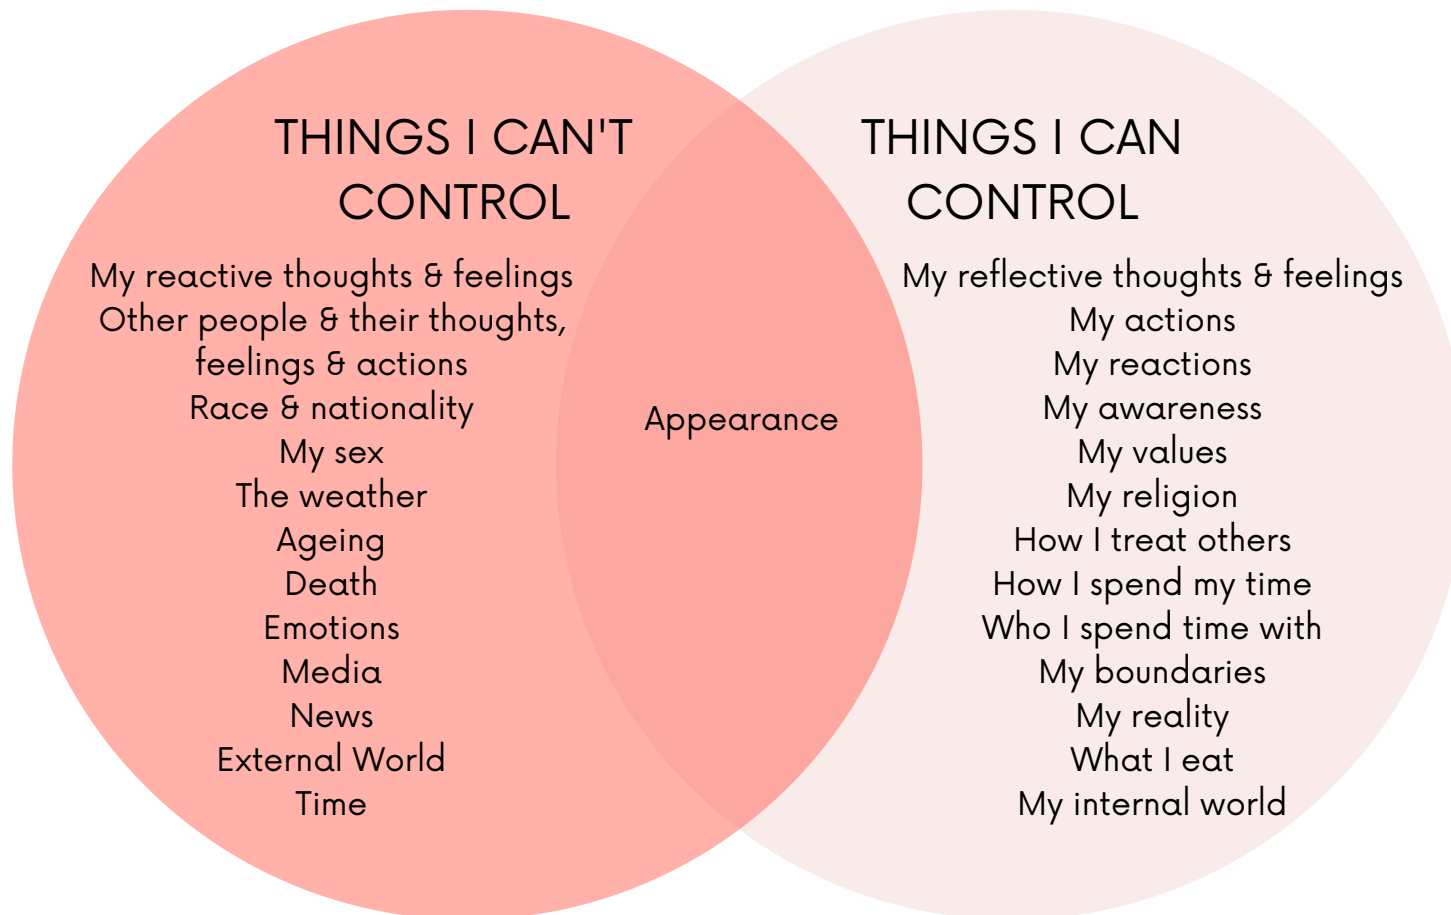 THINGS I CAN'T
CONTROL
My reactive thoughts & feelings
Other people & their thoughts,
feelings & actions
Race & nationality
My sex
The weather
Ageing
Death
Emotions
Media
News
External World
Time
Appearance
THINGS I CAN
CONTROL
My reflective thoughts & feelings
My actions
My reactions
My awareness
My values
My religion
How I treat others
How I spend my time
Who I spend time with
My boundaries
My reality
What I eat
My internal world